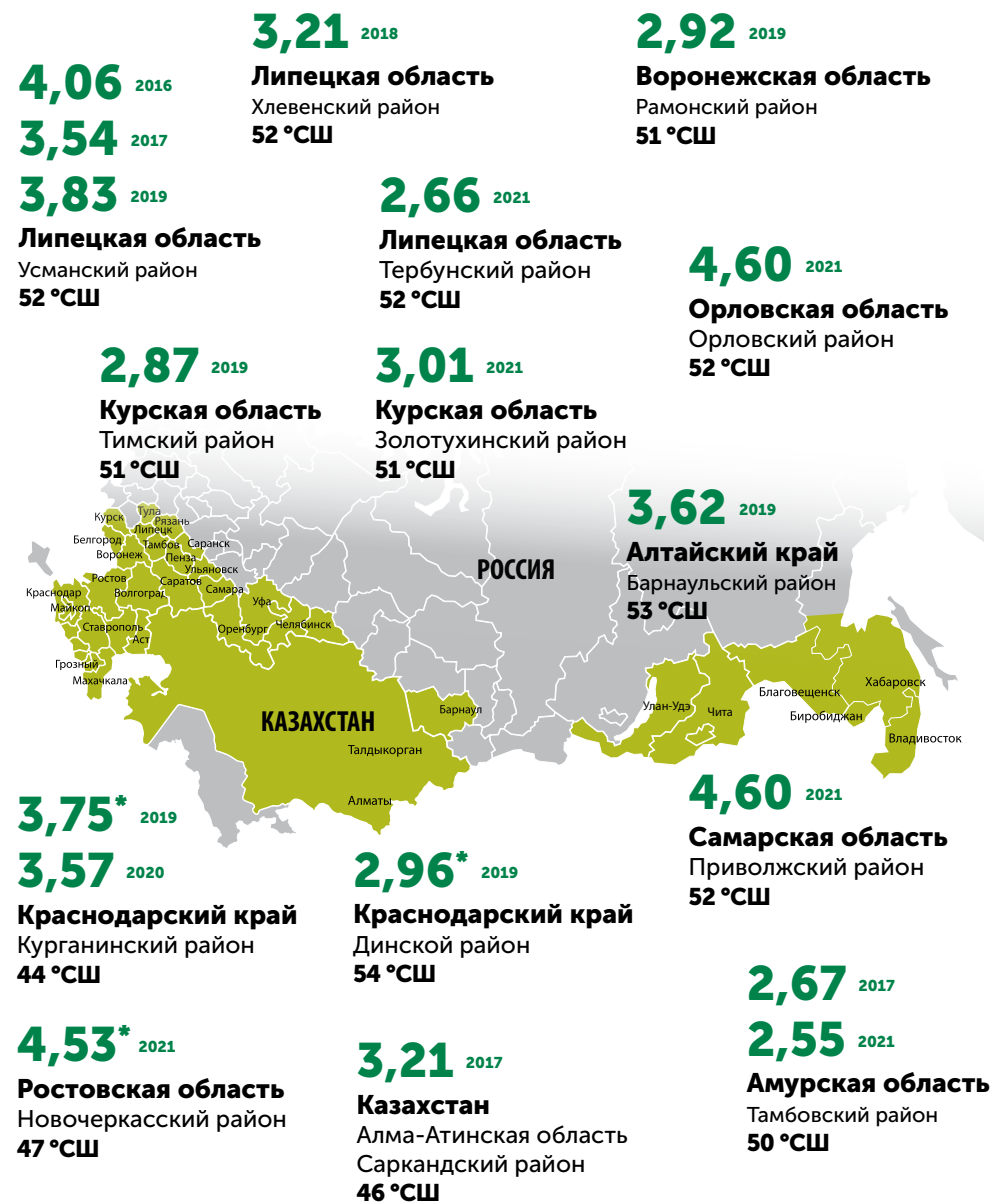 3,21 2018
Липецкая область
Хлевенский район
52 °СШ
2,92 2019
Воронежская область
Рамонский район
51 °СШ
4,06 2016
3,54 2017
3,83 2019
Липецкая область
Усманский район
52 °СШ
2,66 2021
Липецкая область
Тербунский район
52 °СШ
4,60 2021
Орловская область
Орловский район
52 °СШ
2,87 2019
Курская область
Тимский район
51 °СШ
3,01 2021
Курская область
Золотухинский район
51 °СШ
3,62 2019
Алтайский край
Барнаульский район
53 °СШ
Тула
Курск
Рязань
Липецк
Белгород
Тамбов
Саранск
Воронеж
Пенза
Ульяновск
Ростов
Саратов
Краснодар
Волгоград
Самара
Уфа
Майкоп
Ставрополь
Оренбург
Челябинск
Аст
Грозный
Махачкала
РОССИЯ
КАЗАХСТАН
Барнаул
Талдыкорган
Алматы
Улан-Удэ
Чита
Благовещенск
Хабаровск
Биробиджан
Владивосток
3,75* 2019
3,57 2020
Краснодарский край
Курганинский район
44 °СШ
2,96* 2019
Краснодарский край
Динской район
54 °СШ
4,60 2021
Самарская область
Приволжский район
52 °СШ
4,53* 2021
Ростовская область
Новочеркасский район
47 °СШ
3,21 2017
Казахстан
Алма-Атинская область
Саркандский район
46 °СШ
2,67 2017
2,55 2021
Амурская область
Тамбовский район
50 °СШ